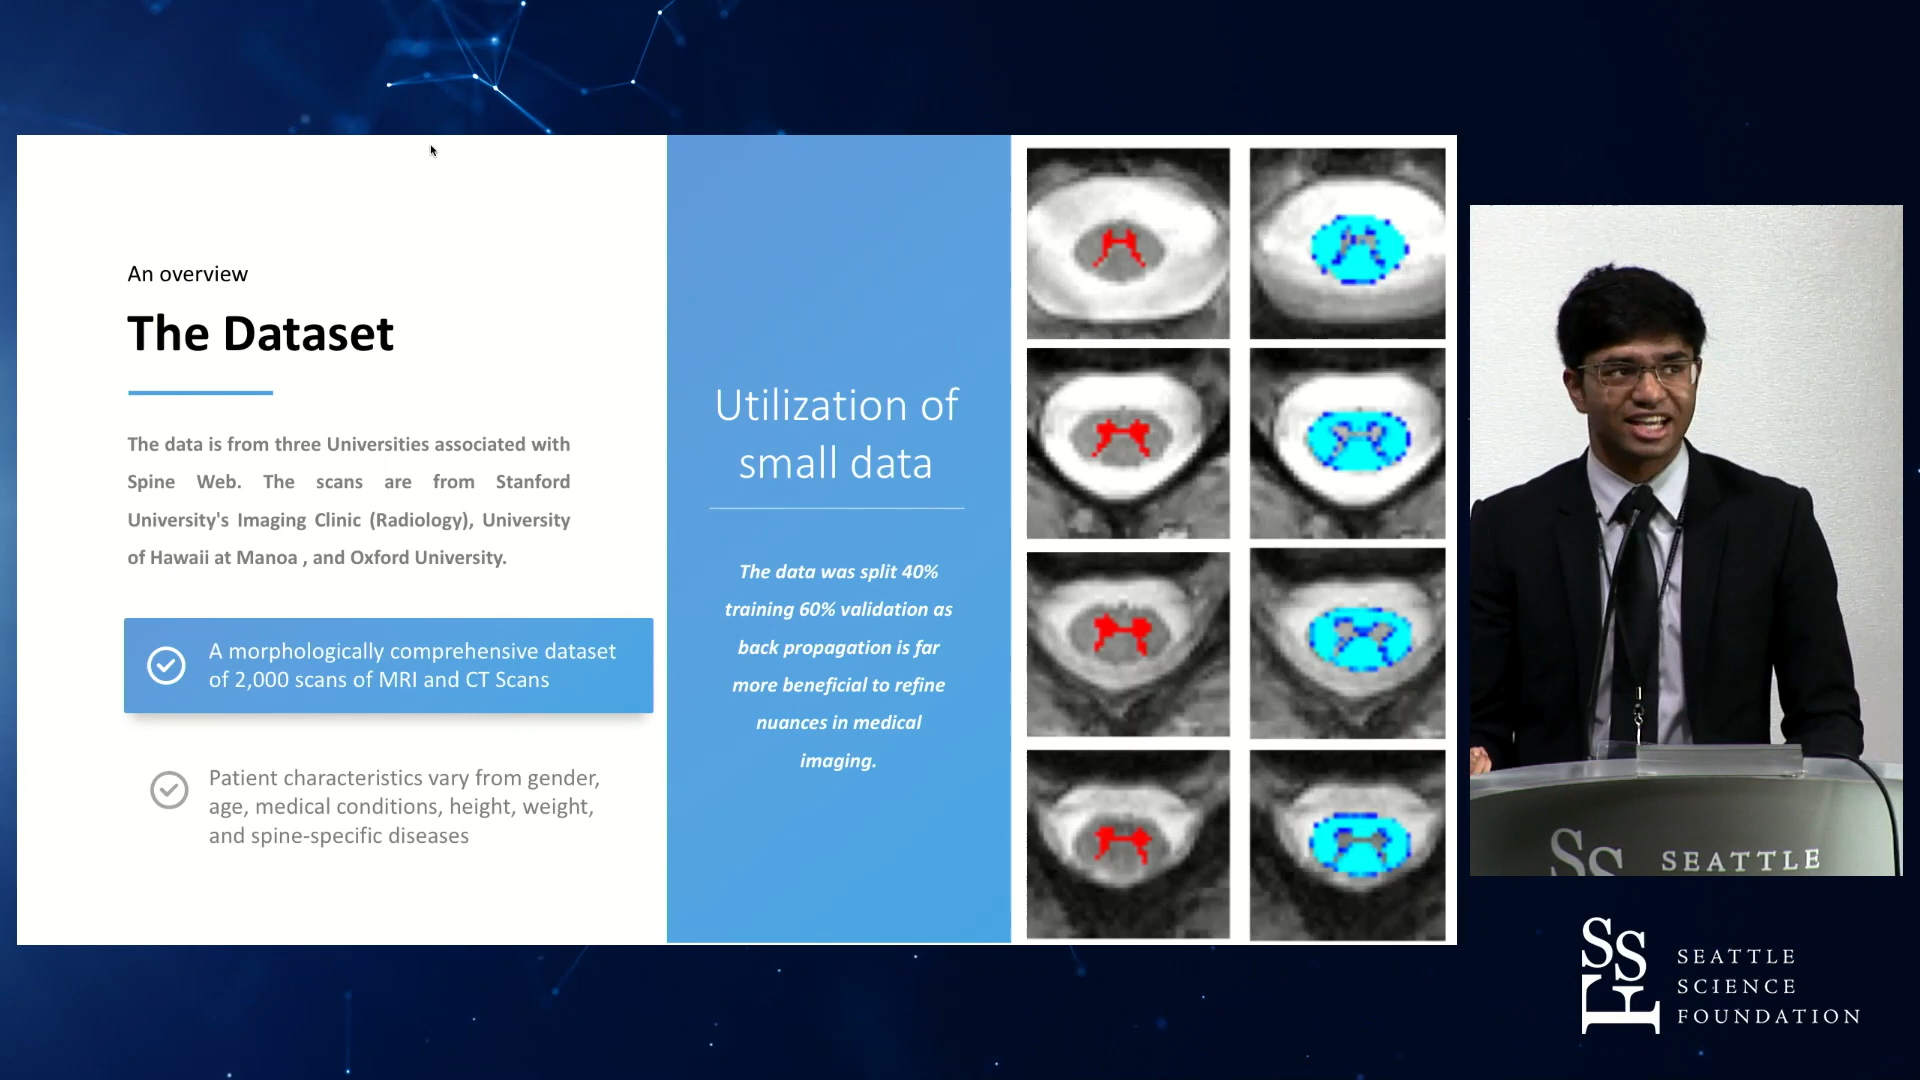 An overview
The Dataset
The data is from three Universities associated with
Spine Web. The scans are from Stanford
University's Imaging Clinic (Radiology), University
of Hawaii at Manoa , and Oxford University.
A morphologically comprehensive dataset
of 2,000 scans of MRI and CT Scans
Patient characteristics vary from gender,
age, medical conditions, height, weight,
and spine-specific diseases
Utilization of
small data
The data was split 40%
training 60% validation as
back propagation is far
more beneficial to refine
nuances in medical
imaging.
SS SEATTLE
SSF
SEATTLE
SCIENCE
FOUNDATION